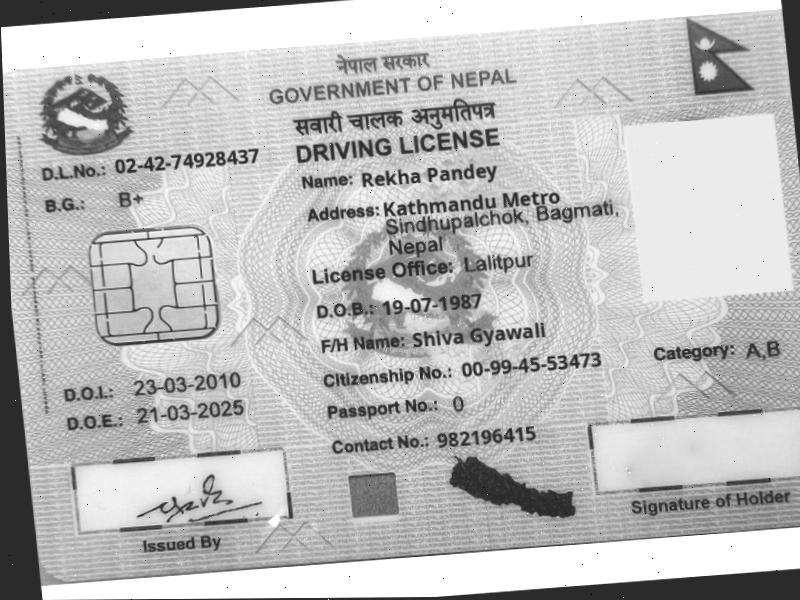 नेपाल सरकार
GOVERNMENT OF NEPAL
सवारी चालक अनुमतिपत्र
DRIVING LICENSE
D.L.No.: 02-42-74928437
B.G.: B+
Name: Rekha Pandey
Address: Kathmandu Metro
Sindhupalchok, Bagmati,
Nepal
License Office: Lalitpur
D.O.B.: 19-07-1987
F/H Name: Shiva Gyawali
Citizenship No.: 00-99-45-53473
Category: A,B
D.O.I.: 23-03-2010
D.O.E.: 21-03-2025
Passport No.: 0
Contact No.: 982196415
Issued By
Signature of Holder